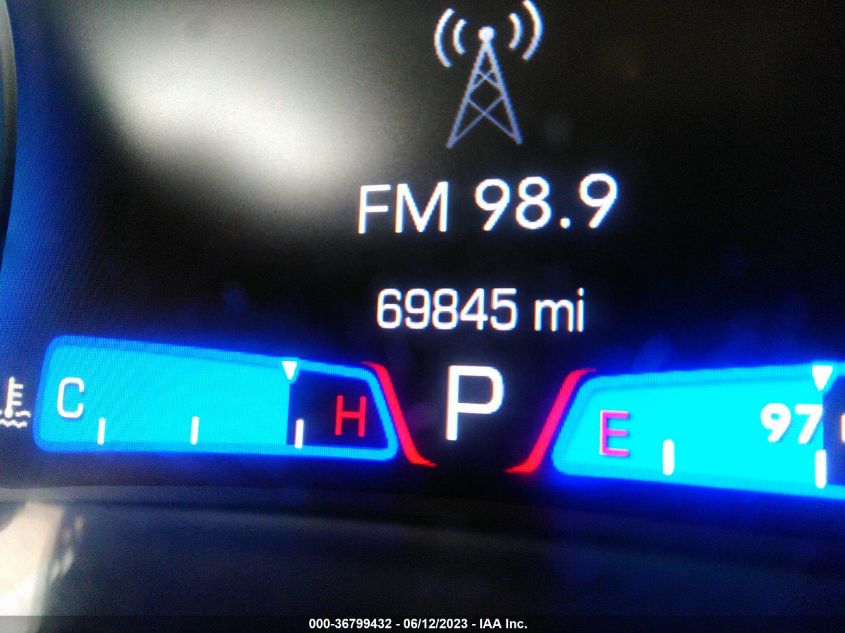 FM 98.9
69845 mi
C H P E 97
000-36799432 - 06/12/2023 - IAA Inc.